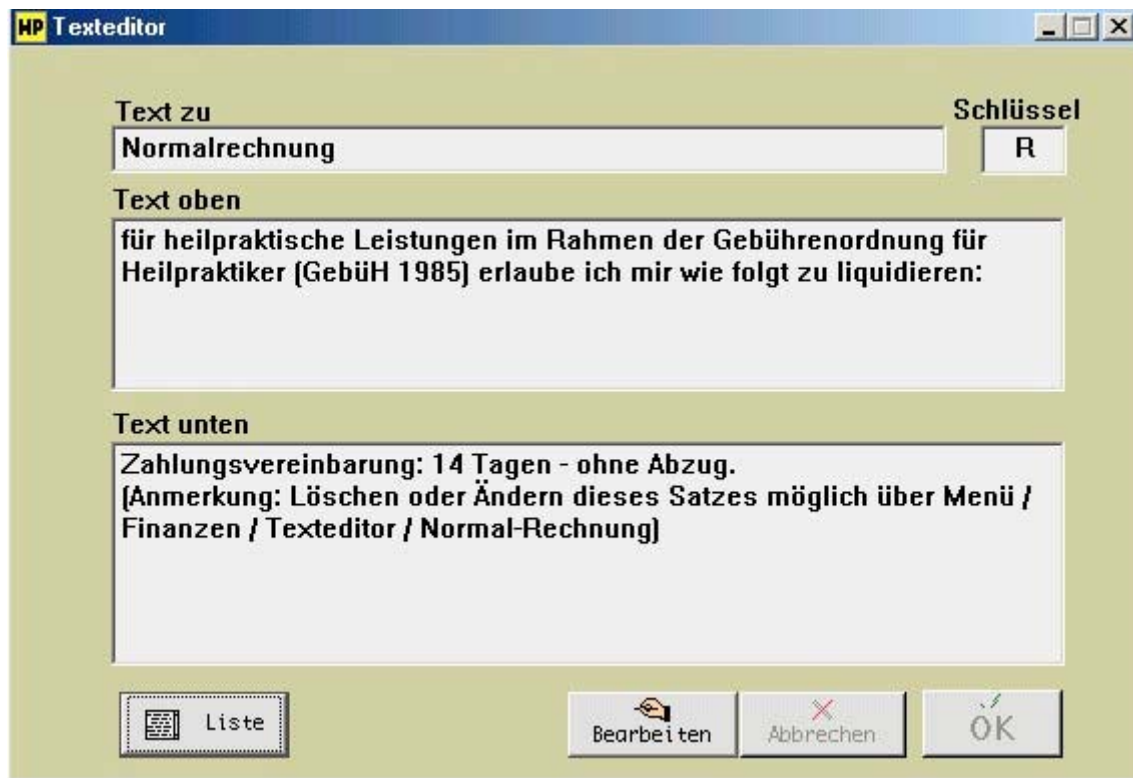 HP Texteditor
Text zu
Schlüssel
Normalrechnung
R
Text oben
für heilpraktische Leistungen im Rahmen der Gebührenordnung für
Heilpraktiker (GebüH 1985) erlaube ich mir wie folgt zu liquidieren:
Text unten
Zahlungsvereinbarung: 14 Tagen - ohne Abzug.
(Anmerkung: Löschen oder Ändern dieses Satzes möglich über Menü /
Finanzen / Texteditor / Normal-Rechnung)
Liste
Bearbeiten
Abbrechen
OK